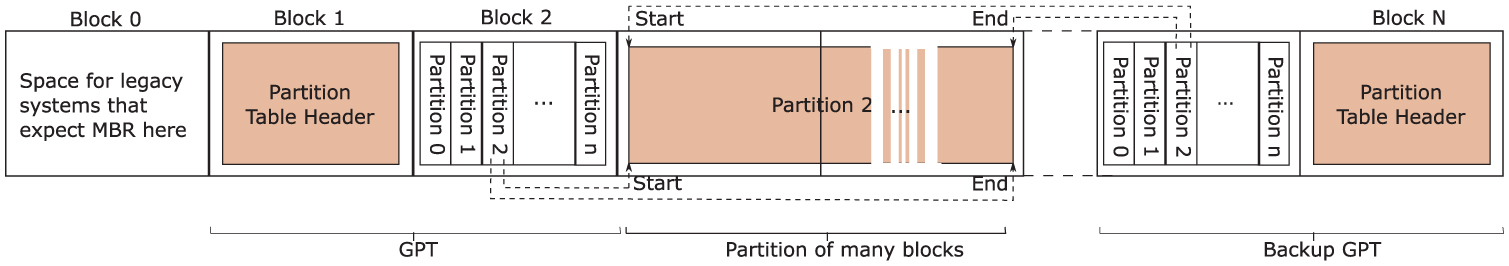 Block 0
Block 1
Block 2
Start
End
Block N
Space for legacy
systems that
expect MBR here
Partition
Table Header
Partition 0
Partition 1
Partition 2
...
Partition n
Partition 2
...
Partition 0
Partition 1
Partition 2
...
Partition n
Partition
Table Header
Start
End
GPT
Partition of many blocks
Backup GPT